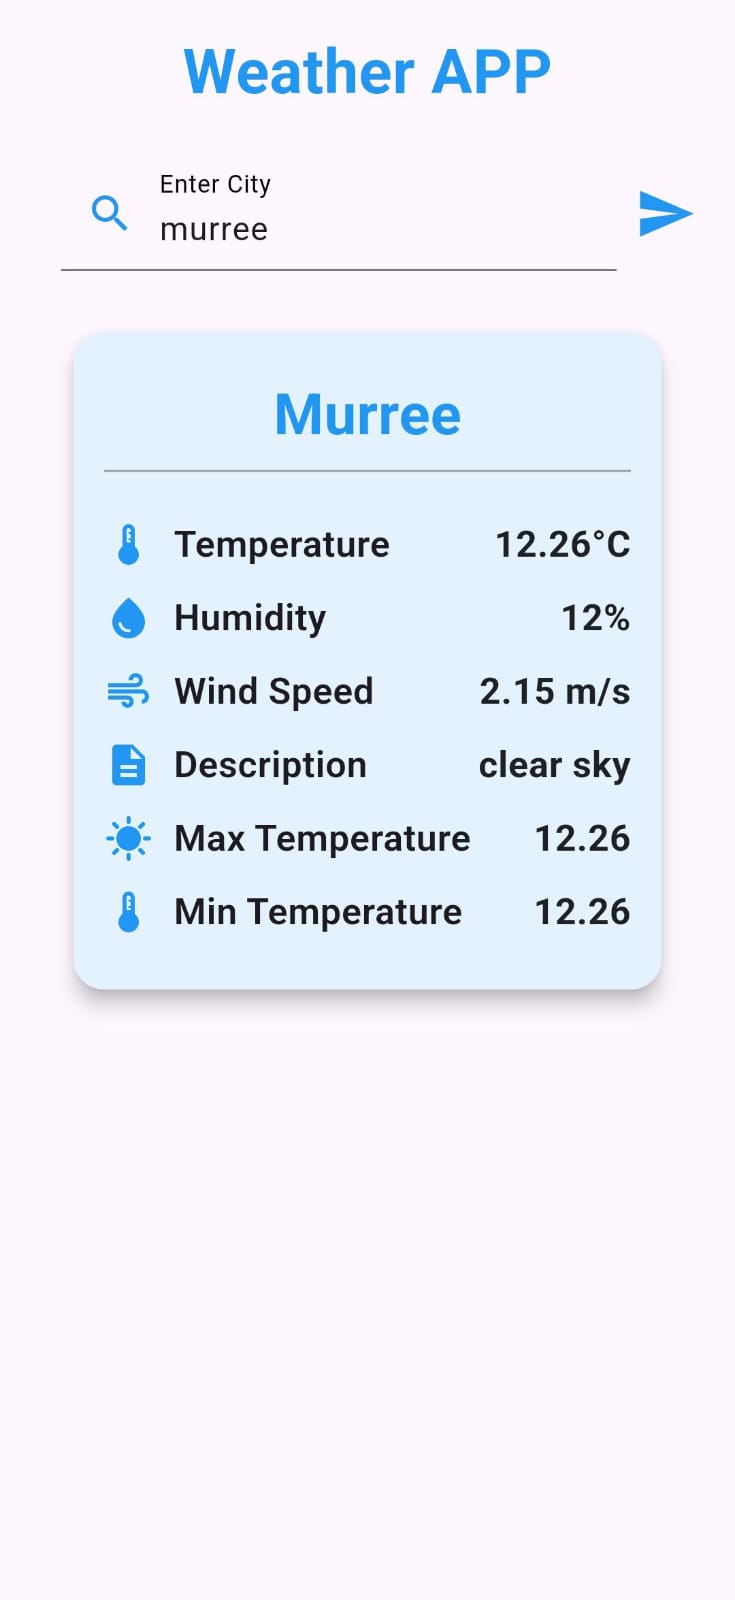 Weather APP
Enter City
murree
Murree
Temperature 12.26°C
Humidity 12%
Wind Speed 2.15 m/s
Description clear sky
Max Temperature 12.26
Min Temperature 12.26